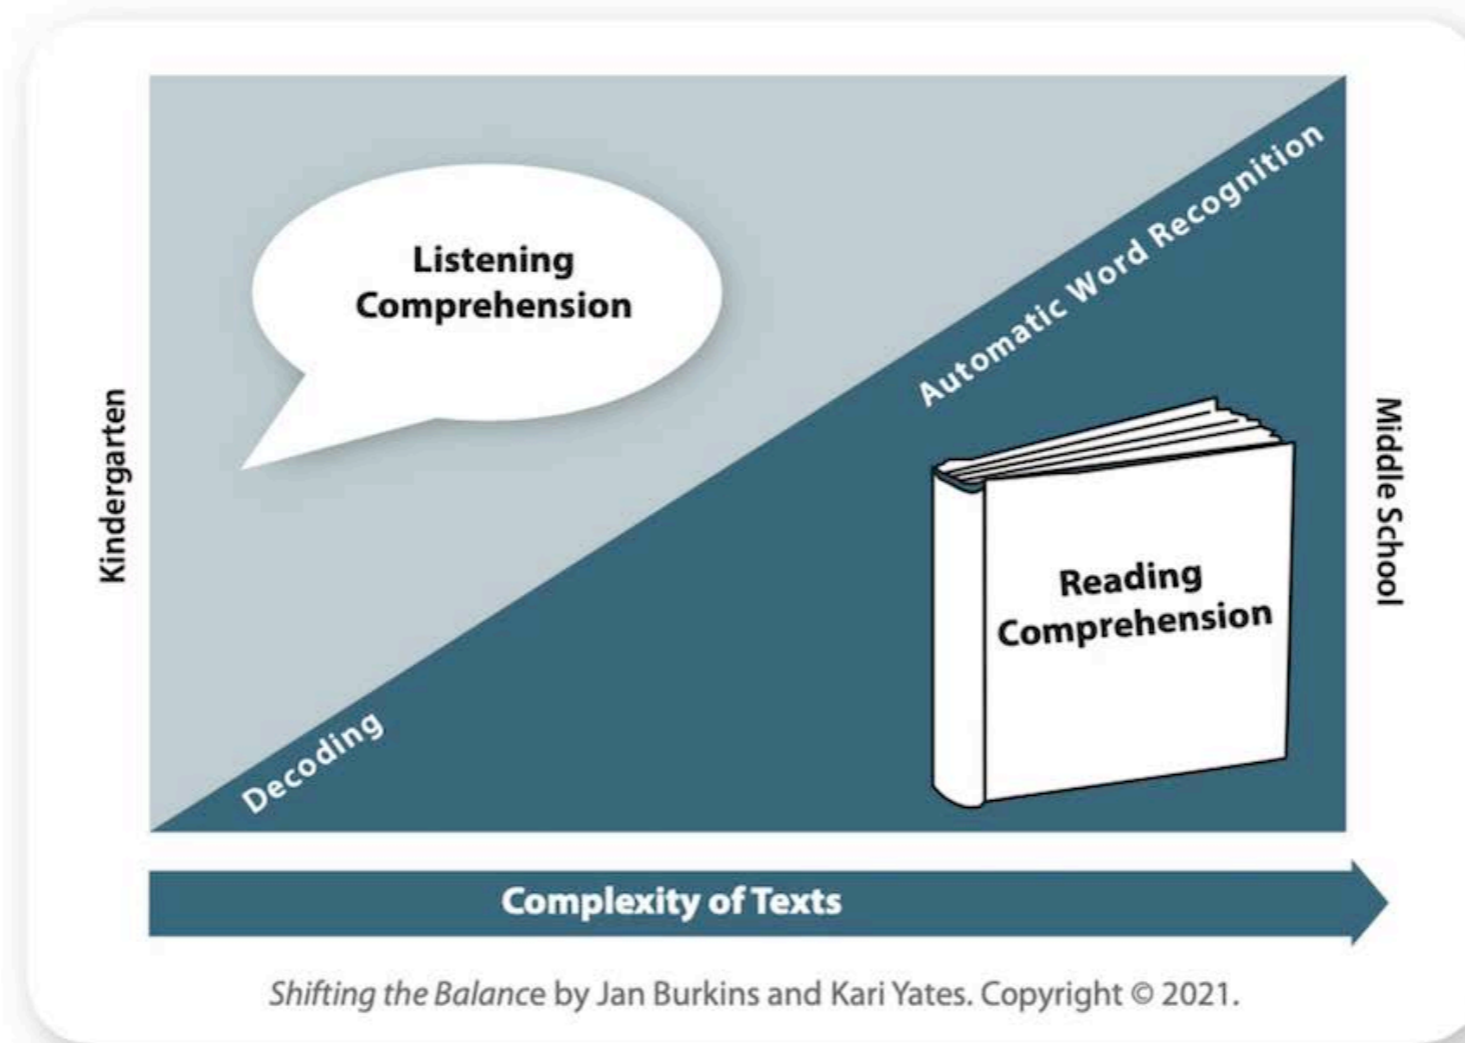 Listening
Comprehension
Automatic Word Recognition
Kindergarten
Middle School
Reading
Comprehension
Decoding
Complexity of Texts
Shifting the Balance by Jan Burkins and Kari Yates. Copyright © 2021.